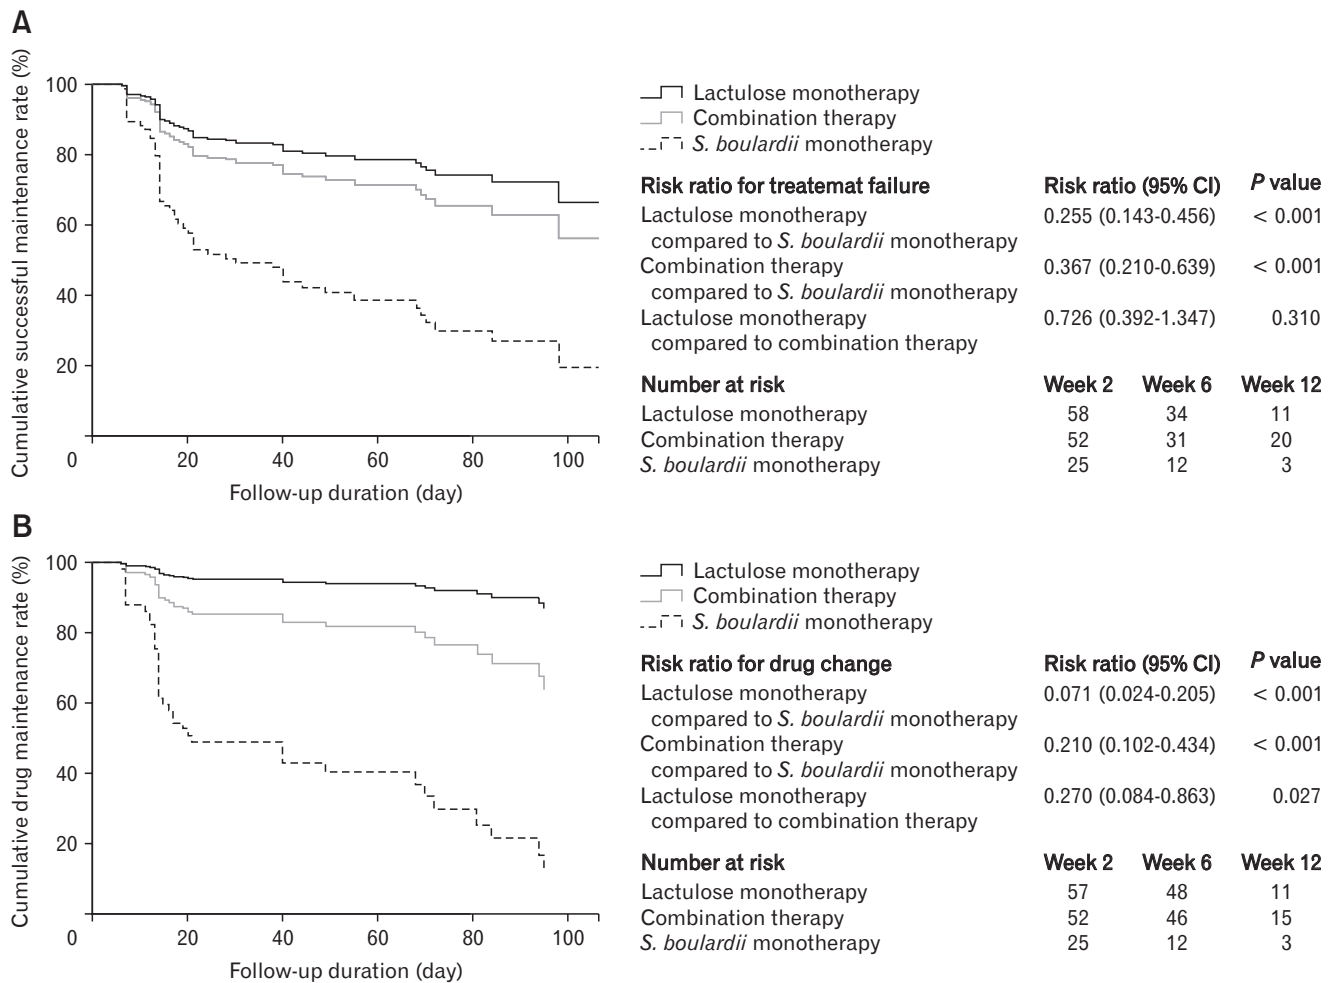 A
Cumulative successful maintenance rate (%)
100
80
60
40
20
0 20 40 60 80 100
Follow-up duration (day)
Lactulose monotherapy
Combination therapy
S. boulardii monotherapy
Risk ratio for treatemat failure Risk ratio (95% CI) P value
Lactulose monotherapy 0.255 (0.143-0.456) < 0.001
compared to S. boulardii monotherapy
Combination therapy 0.367 (0.210-0.639) < 0.001
compared to S. boulardii monotherapy
Lactulose monotherapy 0.726 (0.392-1.347) 0.310
compared to combination therapy
Number at risk Week 2 Week 6 Week 12
Lactulose monotherapy 58 34 11
Combination therapy 52 31 20
S. boulardii monotherapy 25 12 3
B
Cumulative drug maintenance rate (%)
100
80
60
40
20
0 20 40 60 80 100
Follow-up duration (day)
Lactulose monotherapy
Combination therapy
S. boulardii monotherapy
Risk ratio for drug change Risk ratio (95% CI) P value
Lactulose monotherapy 0.071 (0.024-0.205) < 0.001
compared to S. boulardii monotherapy
Combination therapy 0.210 (0.102-0.434) < 0.001
compared to S. boulardii monotherapy
Lactulose monotherapy 0.270 (0.084-0.863) 0.027
compared to combination therapy
Number at risk Week 2 Week 6 Week 12
Lactulose monotherapy 57 48 11
Combination therapy 52 46 15
S. boulardii monotherapy 25 12 3